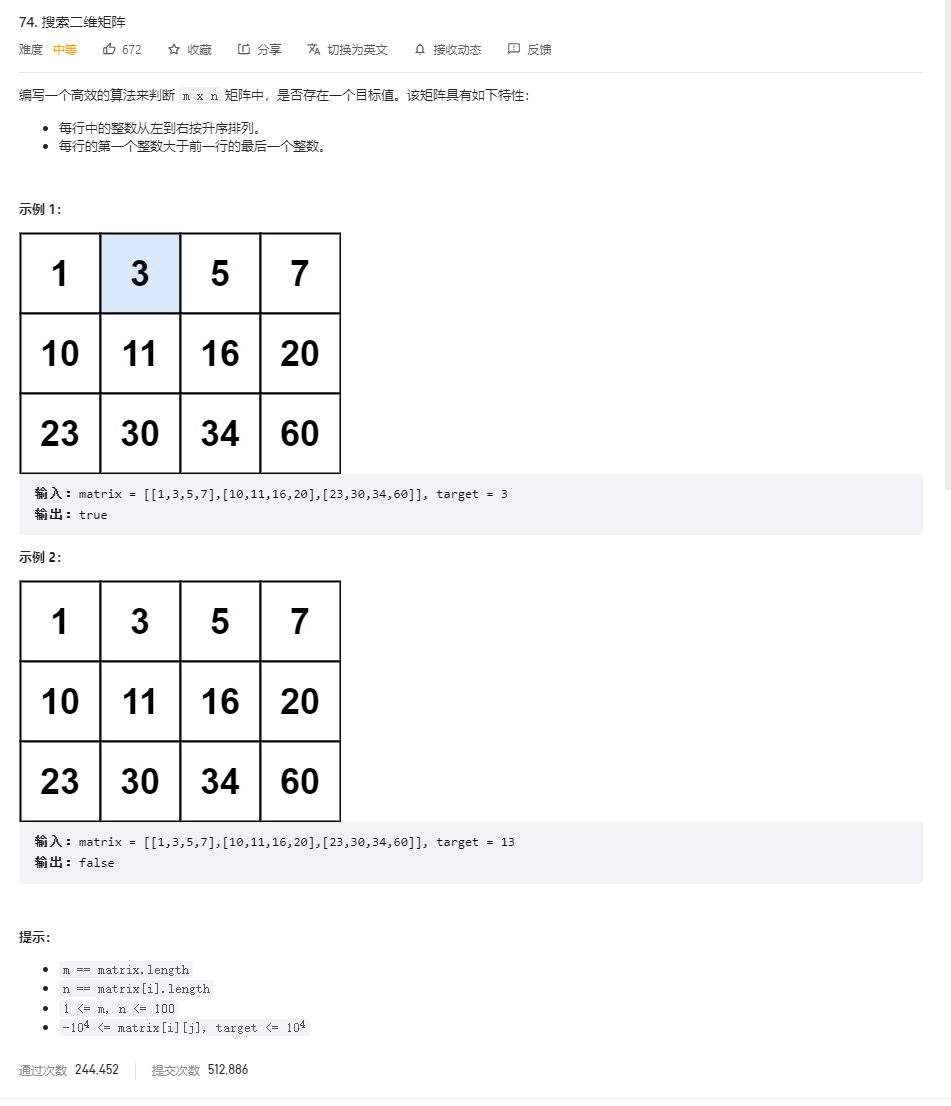 74. 搜索二维矩阵
难度 中等 672 收藏 分享 切换为英文 接收动态 反馈
编写一个高效的算法来判断 m x n 矩阵中，是否存在一个目标值。该矩阵具有如下特性：
每行中的整数从左到右按升序排列。
每行的第一个整数大于前一行的最后一个整数。
示例 1：
1 3 5 7
10 11 16 20
23 30 34 60
输入：matrix = [[1,3,5,7],[10,11,16,20],[23,30,34,60]], target = 3
输出：true
示例 2：
1 3 5 7
10 11 16 20
23 30 34 60
输入：matrix = [[1,3,5,7],[10,11,16,20],[23,30,34,60]], target = 13
输出：false
提示：
m == matrix.length
n == matrix[i].length
1 <= m, n <= 100
-10⁴ <= matrix[i][j], target <= 10⁴
通过次数 244,452 提交次数 512,886